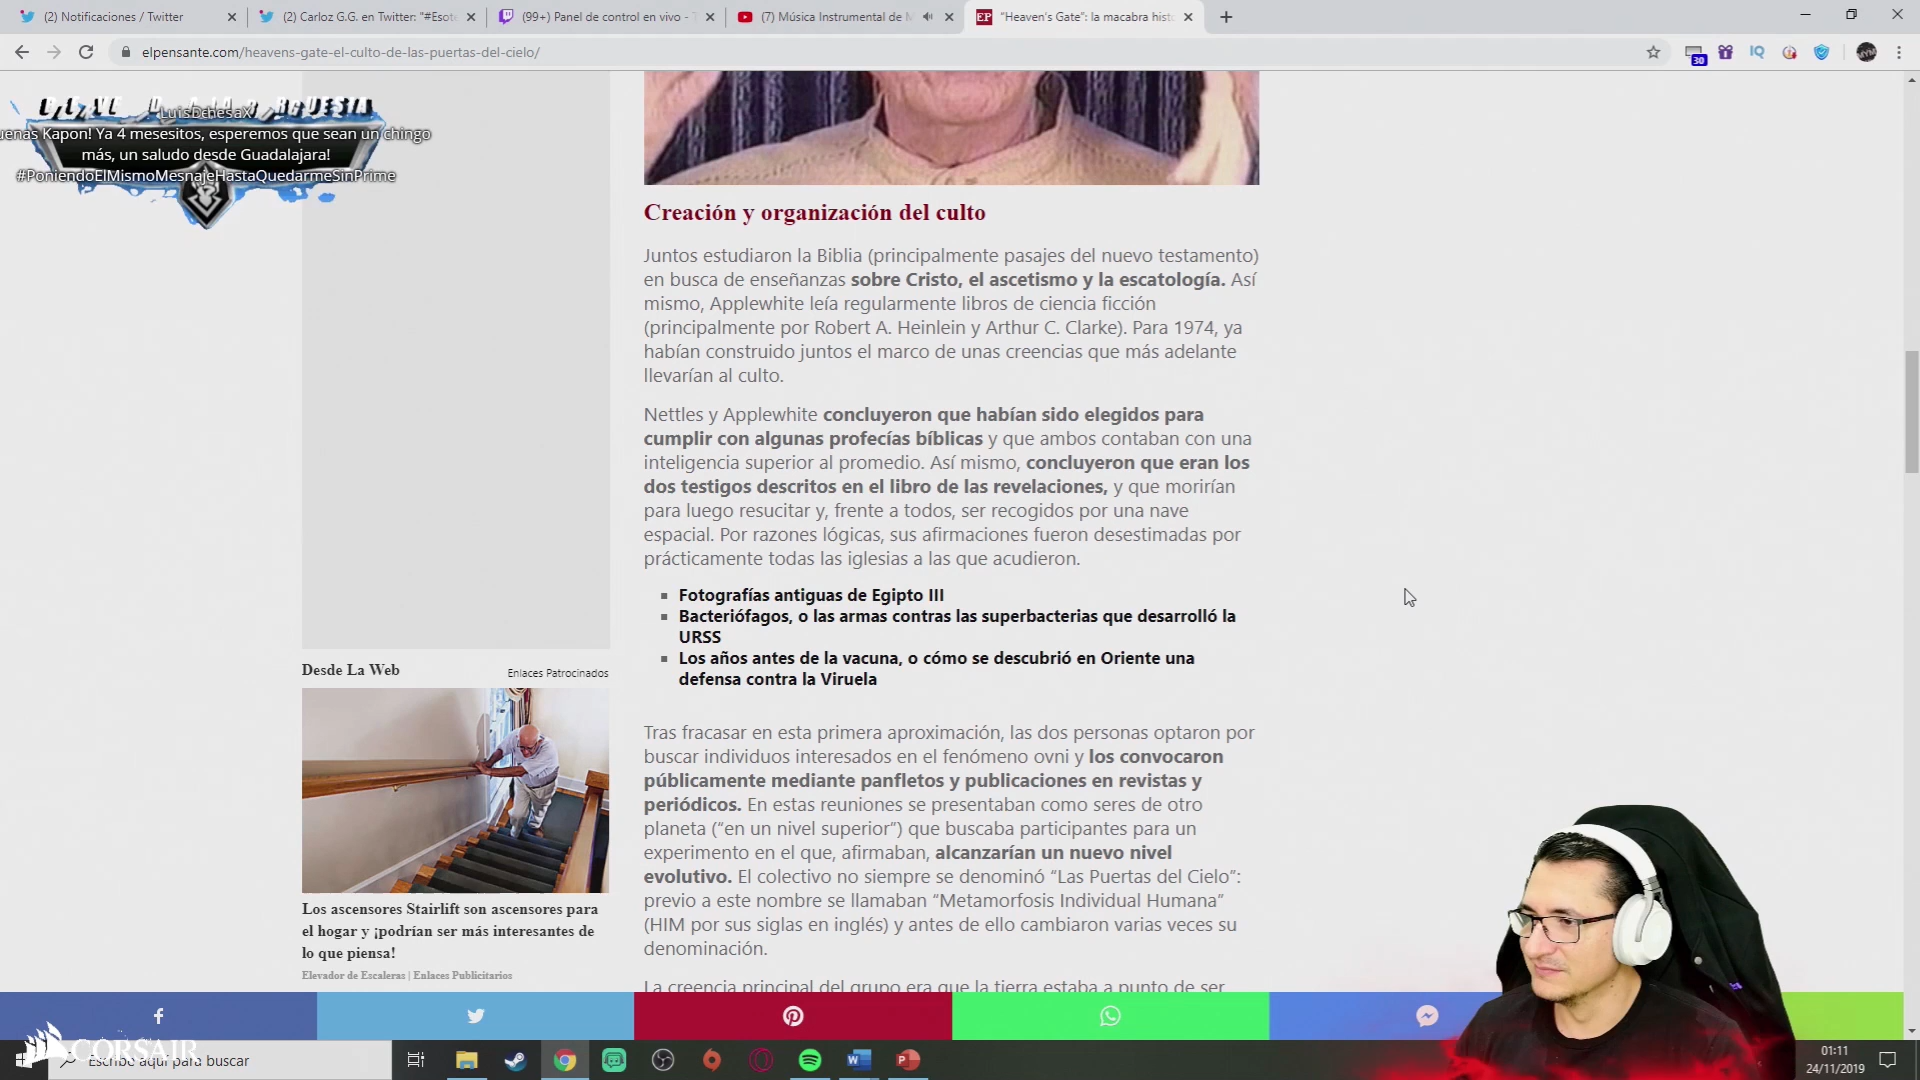 (2) Notificaciones / Twitter
(2) Carloz G.G. en Twitter: "#Esote
(99+) Panel de control en vivo - T
(7) Música Instrumental de M
"Heaven's Gate": la macabra histo
elpensante.com/heavens-gate-el-culto-de-las-puertas-del-cielo/
30
LuisDehesaX
uenas Kapon! Ya 4 mesesitos, esperemos que sean un chingo
más, un saludo desde Guadalajara!
#PoniendoElMismoMesnajeHastaQuedarmeSinPrime
Creación y organización del culto
Juntos estudiaron la Biblia (principalmente pasajes del nuevo testamento)
en busca de enseñanzas sobre Cristo, el ascetismo y la escatología. Así
mismo, Applewhite leía regularmente libros de ciencia ficción
(principalmente por Robert A. Heinlein y Arthur C. Clarke). Para 1974, ya
habían construido juntos el marco de unas creencias que más adelante
llevarían al culto.
Nettles y Applewhite concluyeron que habían sido elegidos para
cumplir con algunas profecías bíblicas y que ambos contaban con una
inteligencia superior al promedio. Así mismo, concluyeron que eran los
dos testigos descritos en el libro de las revelaciones, y que morirían
para luego resucitar y, frente a todos, ser recogidos por una nave
espacial. Por razones lógicas, sus afirmaciones fueron desestimadas por
prácticamente todas las iglesias a las que acudieron.
Fotografías antiguas de Egipto III
Bacteriófagos, o las armas contras las superbacterias que desarrolló la
URSS
Los años antes de la vacuna, o cómo se descubrió en Oriente una
defensa contra la Viruela
Tras fracasar en esta primera aproximación, las dos personas optaron por
buscar individuos interesados en el fenómeno ovni y los convocaron
públicamente mediante panfletos y publicaciones en revistas y
periódicos. En estas reuniones se presentaban como seres de otro
planeta ("en un nivel superior") que buscaba participantes para un
experimento en el que, afirmaban, alcanzarían un nuevo nivel
evolutivo. El colectivo no siempre se denominó "Las Puertas del Cielo":
previo a este nombre se llamaban "Metamorfosis Individual Humana"
(HIM por sus siglas en inglés) y antes de ello cambiaron varias veces su
denominación.
La creencia principal del grupo era que la tierra estaba a punto de ser
Desde La Web
Enlaces Patrocinados
Los ascensores Stairlift son ascensores para
el hogar y ¡podrían ser más interesantes de
lo que piensa!
Elevador de Escaleras | Enlaces Publicitarios
CORSAIR
Escribe aquí para buscar
01:11
24/11/2019